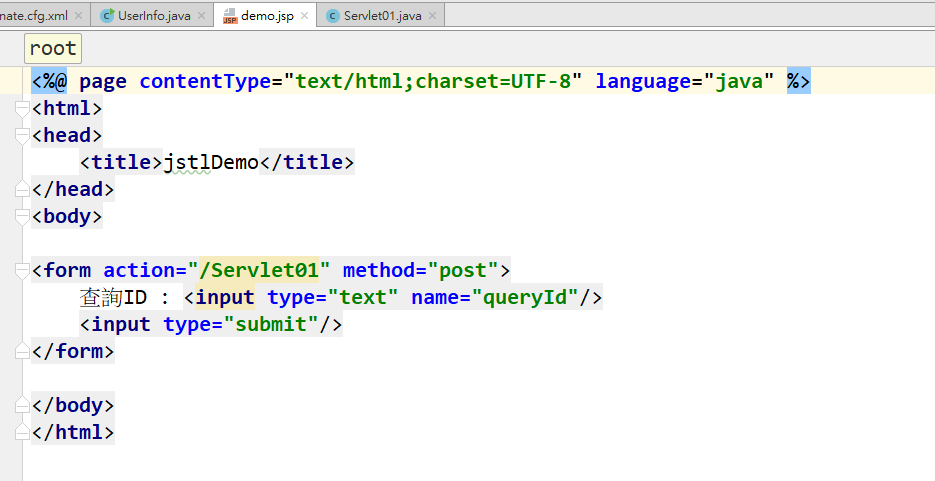 nate.cfg.xml UserInfo.java demo.jsp Servlet01.java
root
<%@ page contentType="text/html;charset=UTF-8" language="java" %>
<html>
<head>
    <title>jstlDemo</title>
</head>
<body>
<form action="/Servlet01" method="post">
    查詢ID : <input type="text" name="queryId"/>
    <input type="submit"/>
</form>
</body>
</html>